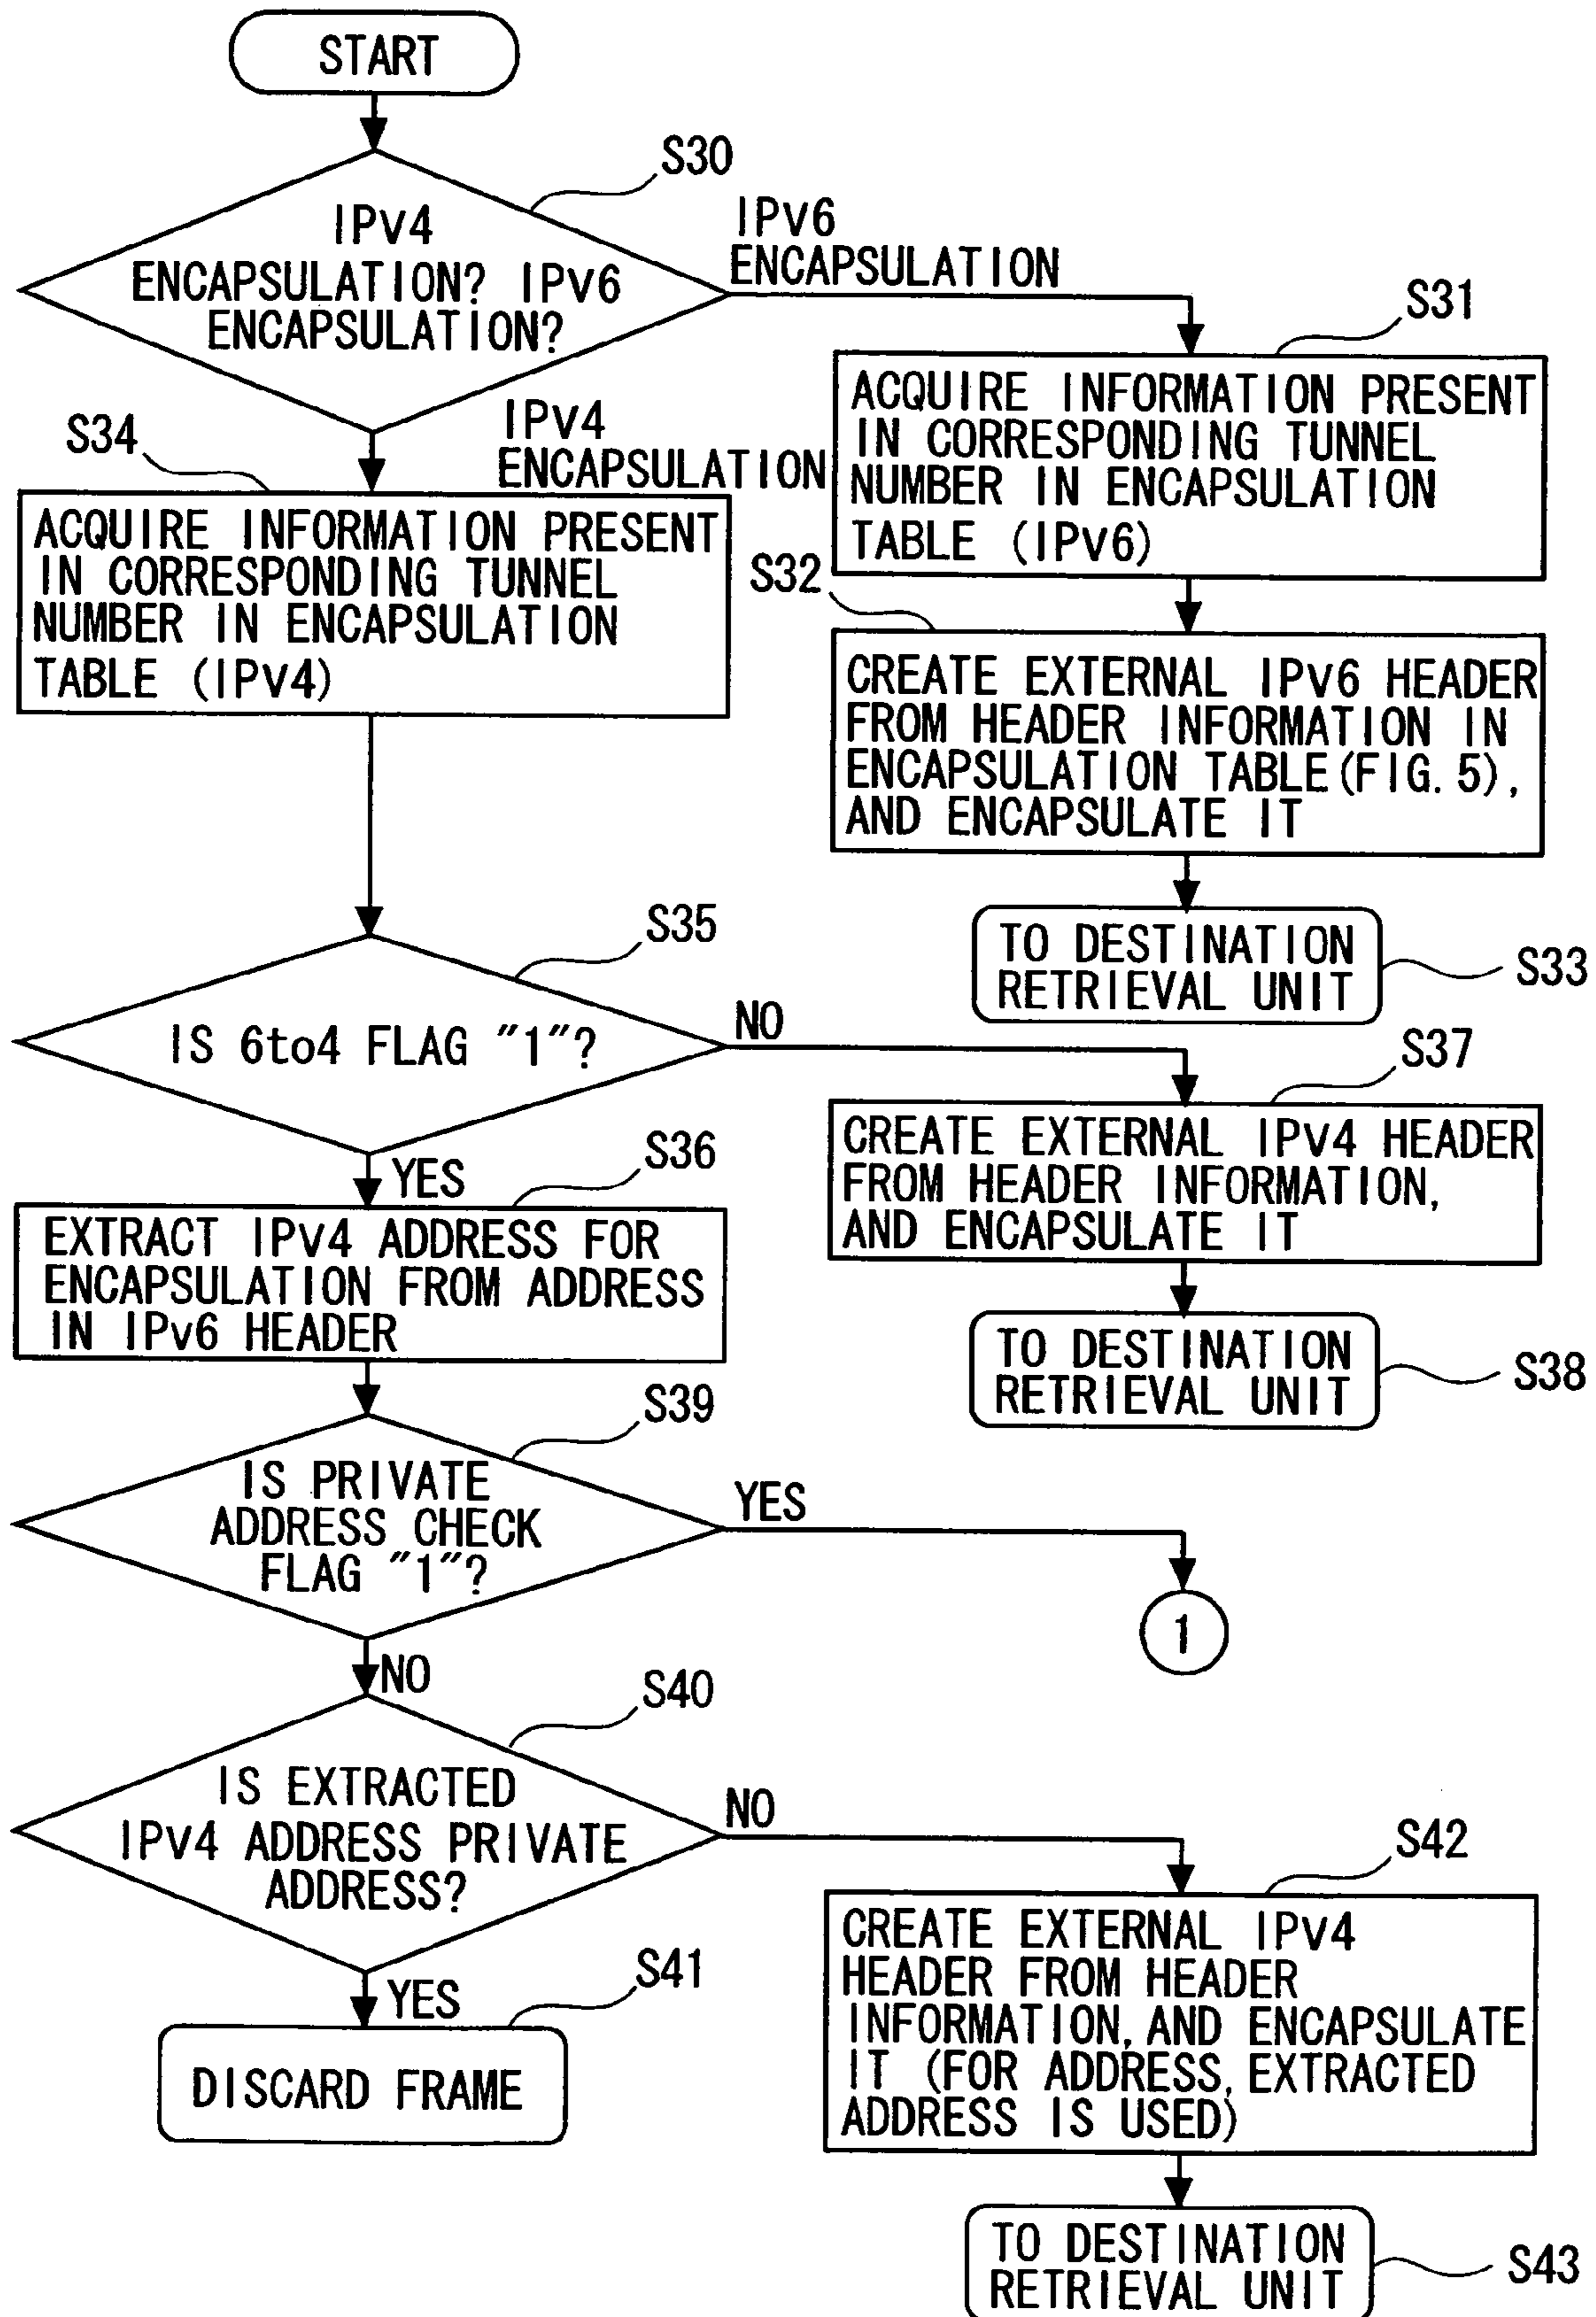 START
S30
IPv4
ENCAPSULATION? IPv6
ENCAPSULATION?
IPv6
ENCAPSULATION
S31
ACQUIRE INFORMATION PRESENT
IN CORRESPONDING TUNNEL
NUMBER IN ENCAPSULATION
TABLE (IPv6)
IPv4
ENCAPSULATION
S34
ACQUIRE INFORMATION PRESENT
IN CORRESPONDING TUNNEL
NUMBER IN ENCAPSULATION
TABLE (IPv4)
S32
CREATE EXTERNAL IPv6 HEADER
FROM HEADER INFORMATION IN
ENCAPSULATION TABLE(FIG. 5),
AND ENCAPSULATE IT
TO DESTINATION
RETRIEVAL UNIT
S33
S35
IS 6to4 FLAG "1"?
NO
S37
CREATE EXTERNAL IPv4 HEADER
FROM HEADER INFORMATION,
AND ENCAPSULATE IT
TO DESTINATION
RETRIEVAL UNIT
S38
YES
S36
EXTRACT IPv4 ADDRESS FOR
ENCAPSULATION FROM ADDRESS
IN IPv6 HEADER
S39
IS PRIVATE
ADDRESS CHECK
FLAG "1"?
YES
1
NO
S40
IS EXTRACTED
IPv4 ADDRESS PRIVATE
ADDRESS?
NO
S42
CREATE EXTERNAL IPv4
HEADER FROM HEADER
INFORMATION, AND ENCAPSULATE
IT (FOR ADDRESS, EXTRACTED
ADDRESS IS USED)
YES
S41
DISCARD FRAME
TO DESTINATION
RETRIEVAL UNIT
S43